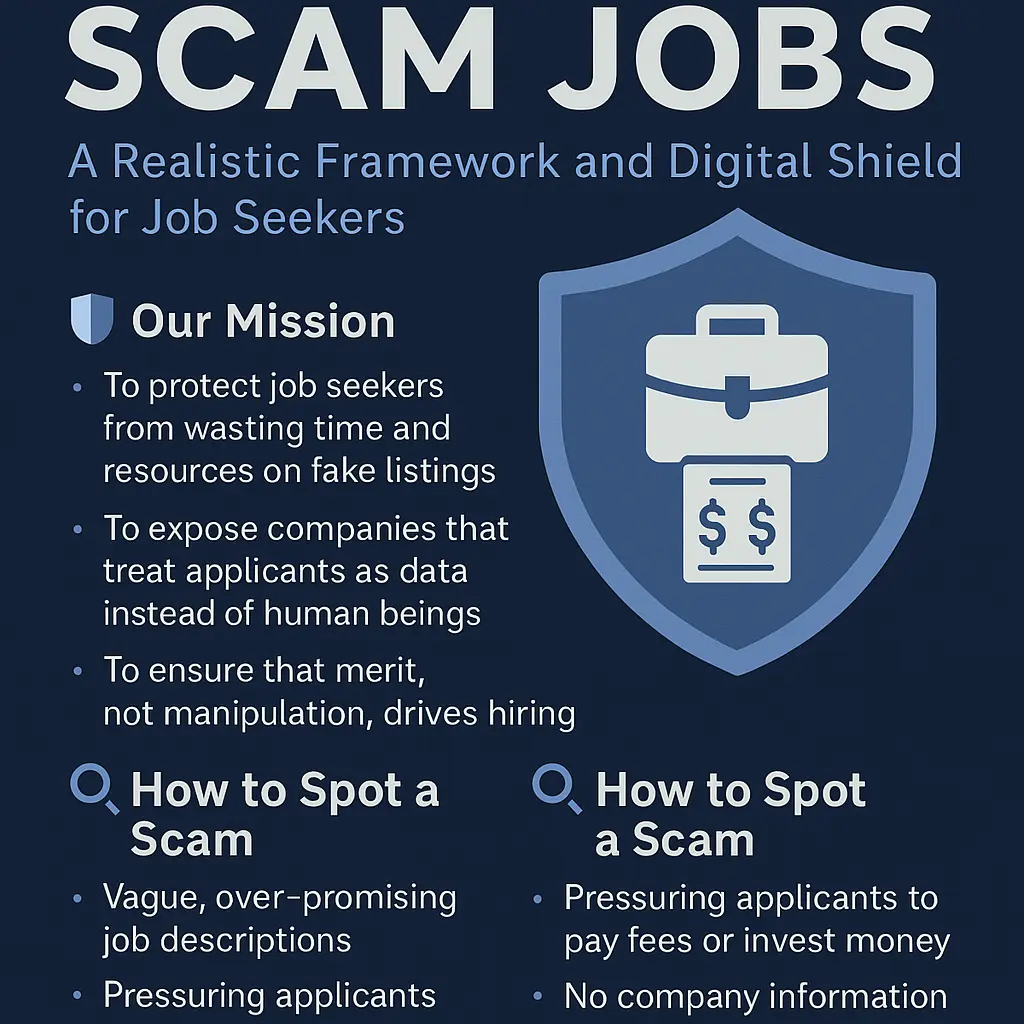 SCAM JOBS
A Realistic Framework and Digital Shield
for Job Seekers
Our Mission
• To protect job seekers
from wasting time and
resources on fake listings
• To expose companies that
treat applicants as data
instead of human beings
• To ensure that merit,
not manipulation, drives hiring
$ $
How to Spot a
Scam
• Vague, over-promising
job descriptions
• Pressuring applicants
How to Spot
a Scam
• Pressuring applicants to
pay fees or invest money
• No company information